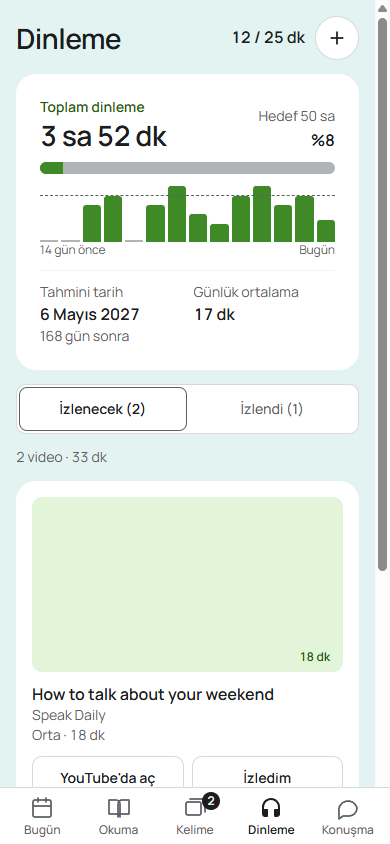 Dinleme
12 / 25 dk
Toplam dinleme
3 sa 52 dk
Hedef 50 sa
%8
14 gün önce
Bugün
Tahmini tarih
Günlük ortalama
6 Mayıs 2027
17 dk
168 gün sonra
İzlenecek (2)
İzlendi (1)
2 video · 33 dk
18 dk
How to talk about your weekend
Speak Daily
Orta · 18 dk
YouTube'da aç
İzledim
2
Bugün
Okuma
Kelime
Dinleme
Konuşma